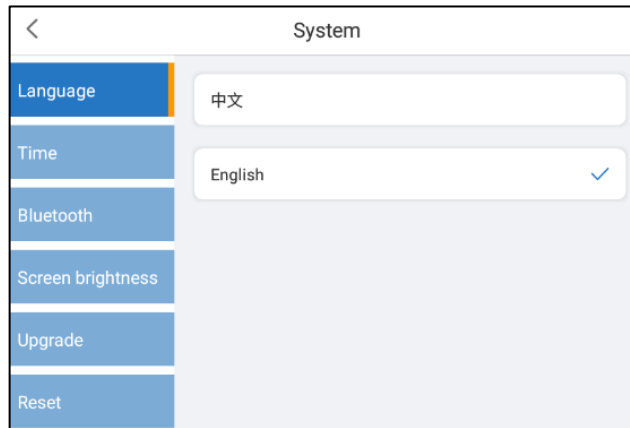 System
Language
Time
Bluetooth
Screen brightness
Upgrade
Reset
中文
English